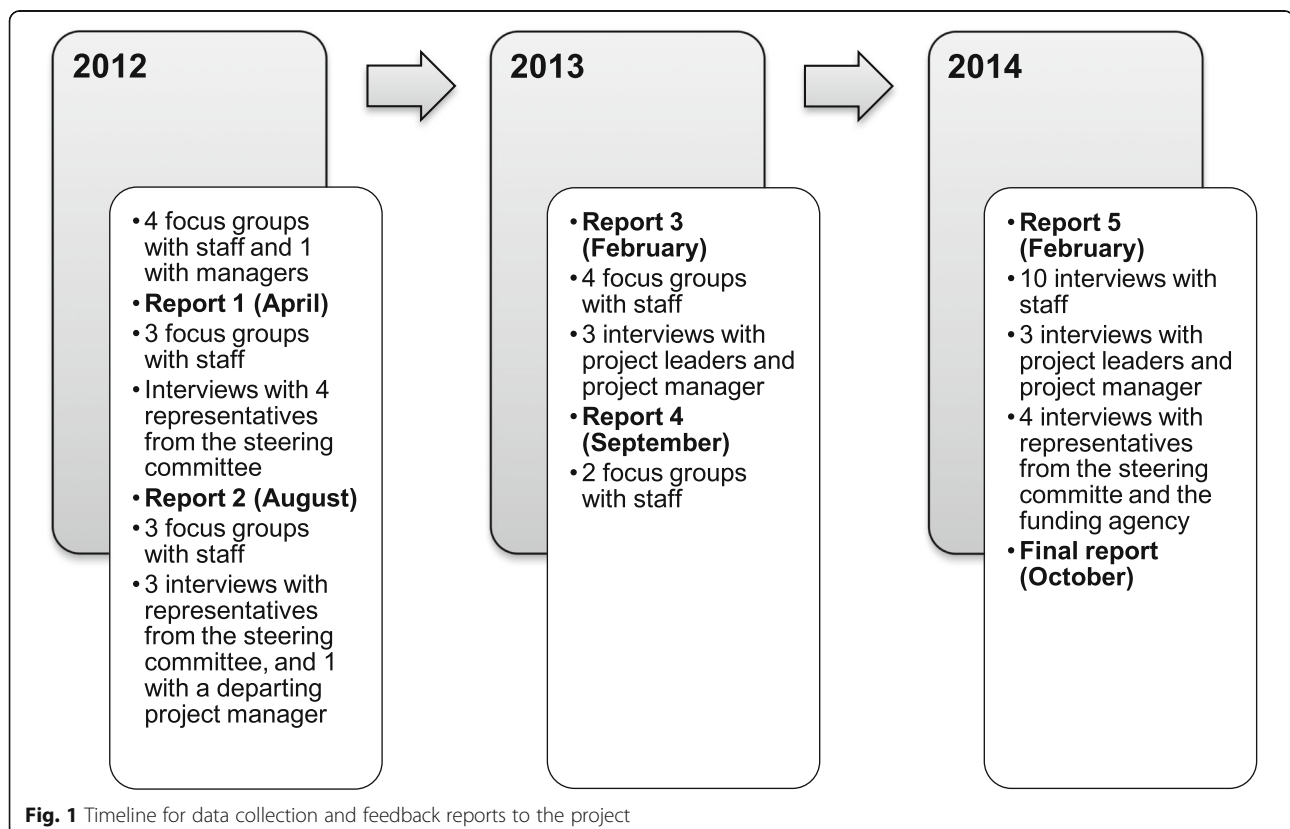 2012
• 4 focus groups
with staff and 1
with managers
• Report 1 (April)
• 3 focus groups
with staff
• Interviews with 4
representatives
from the steering
committee
• Report 2 (August)
• 3 focus groups
with staff
• 3 interviews with
representatives
from the steering
committee, and 1
with a departing
project manager
2013
• Report 3
(February)
• 4 focus groups
with staff
• 3 interviews with
project leaders and
project manager
• Report 4
(September)
• 2 focus groups
with staff
2014
• Report 5
(February)
• 10 interviews with
staff
• 3 interviews with
project leaders and
project manager
• 4 interviews with
representatives
from the steering
committe and the
funding agency
• Final report
(October)
Fig. 1 Timeline for data collection and feedback reports to the project